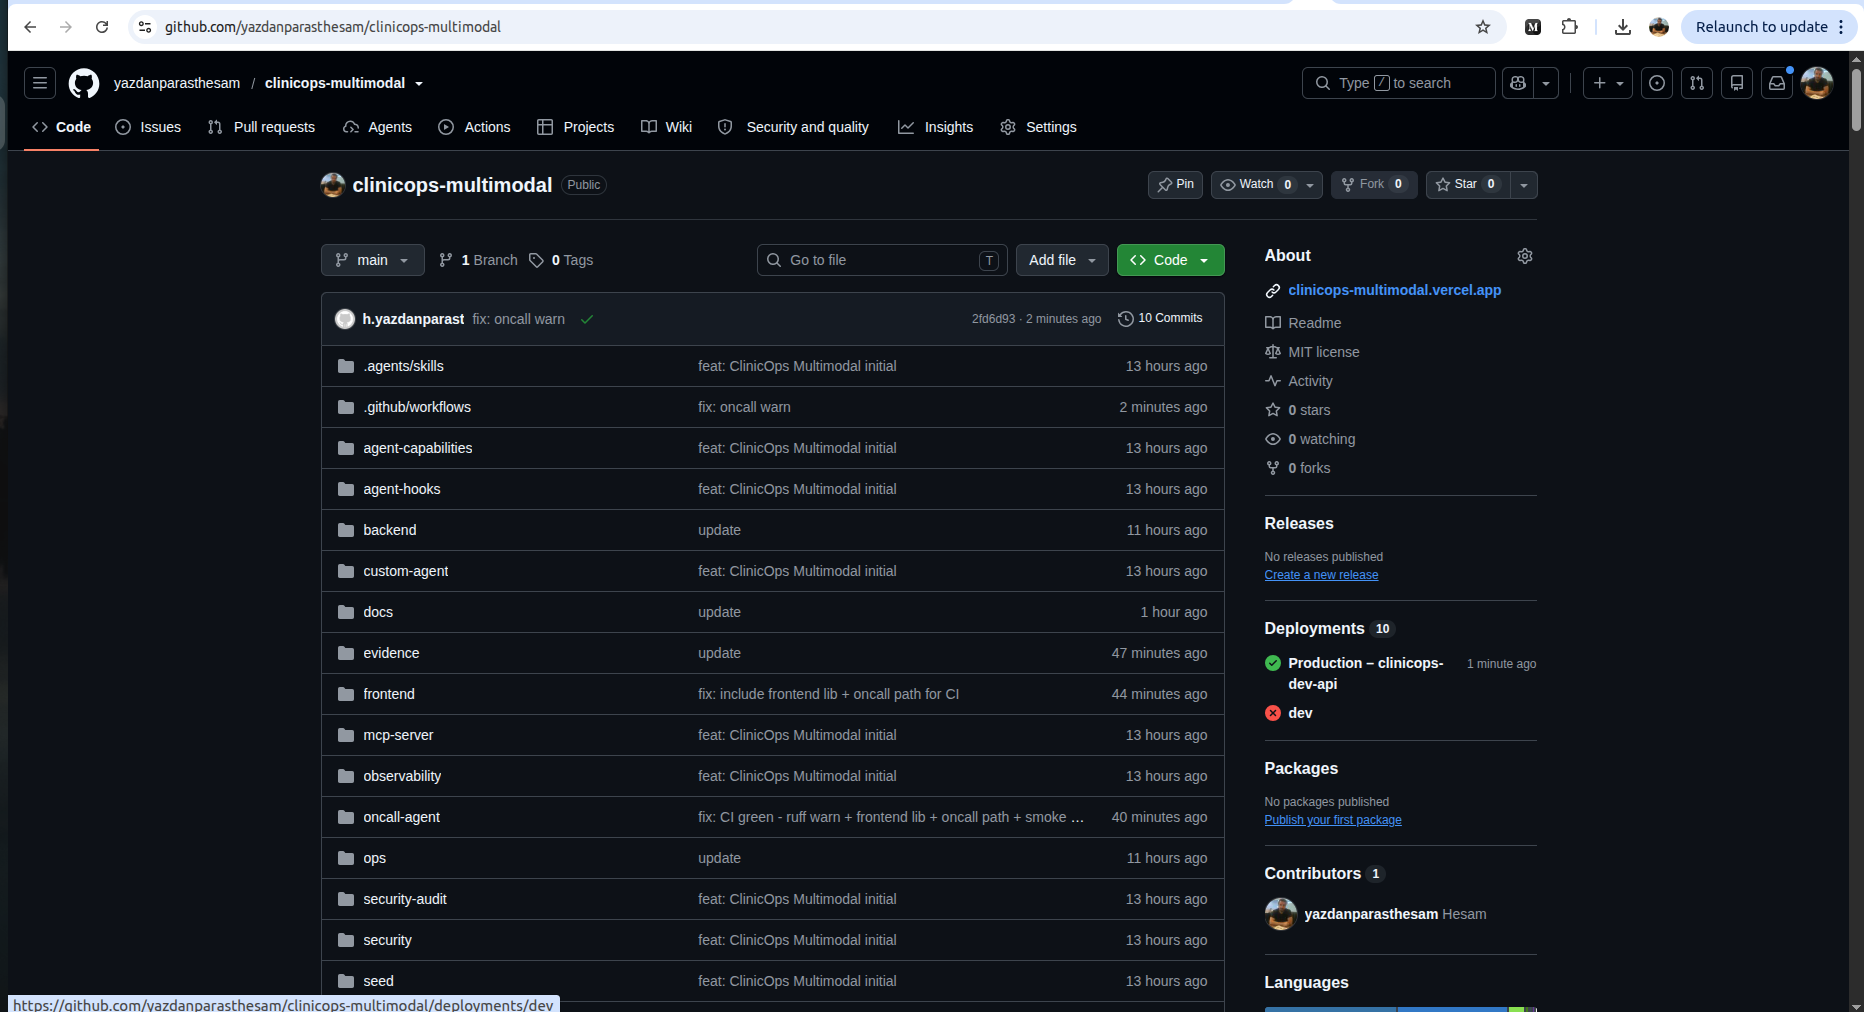 github.com/yazdanparasthesam/clinicops-multimodal
M
Relaunch to update
yazdanparasthesam / clinicops-multimodal
Type / to search
Code
Issues
Pull requests
Agents
Actions
Projects
Wiki
Security and quality
Insights
Settings
clinicops-multimodal Public
Pin
Watch 0
Fork 0
Star 0
main
1 Branch
0 Tags
Go to file T
Add file
Code
h.yazdanparast fix: oncall warn 2fd6d93 · 2 minutes ago 10 Commits
.agents/skills feat: ClinicOps Multimodal initial 13 hours ago
.github/workflows fix: oncall warn 2 minutes ago
agent-capabilities feat: ClinicOps Multimodal initial 13 hours ago
agent-hooks feat: ClinicOps Multimodal initial 13 hours ago
backend update 11 hours ago
custom-agent feat: ClinicOps Multimodal initial 13 hours ago
docs update 1 hour ago
evidence update 47 minutes ago
frontend fix: include frontend lib + oncall path for CI 44 minutes ago
mcp-server feat: ClinicOps Multimodal initial 13 hours ago
observability feat: ClinicOps Multimodal initial 13 hours ago
oncall-agent fix: CI green - ruff warn + frontend lib + oncall path + smoke ... 40 minutes ago
ops update 11 hours ago
security-audit feat: ClinicOps Multimodal initial 13 hours ago
security feat: ClinicOps Multimodal initial 13 hours ago
seed feat: ClinicOps Multimodal initial 13 hours ago
About
clinicops-multimodal.vercel.app
Readme
MIT license
Activity
0 stars
0 watching
0 forks
Releases
No releases published
Create a new release
Deployments 10
Production – clinicops- 1 minute ago
dev-api
dev
Packages
No packages published
Publish your first package
Contributors 1
yazdanparasthesam Hesam
Languages
https://github.com/yazdanparasthesam/clinicops-multimodal/deployments/dev